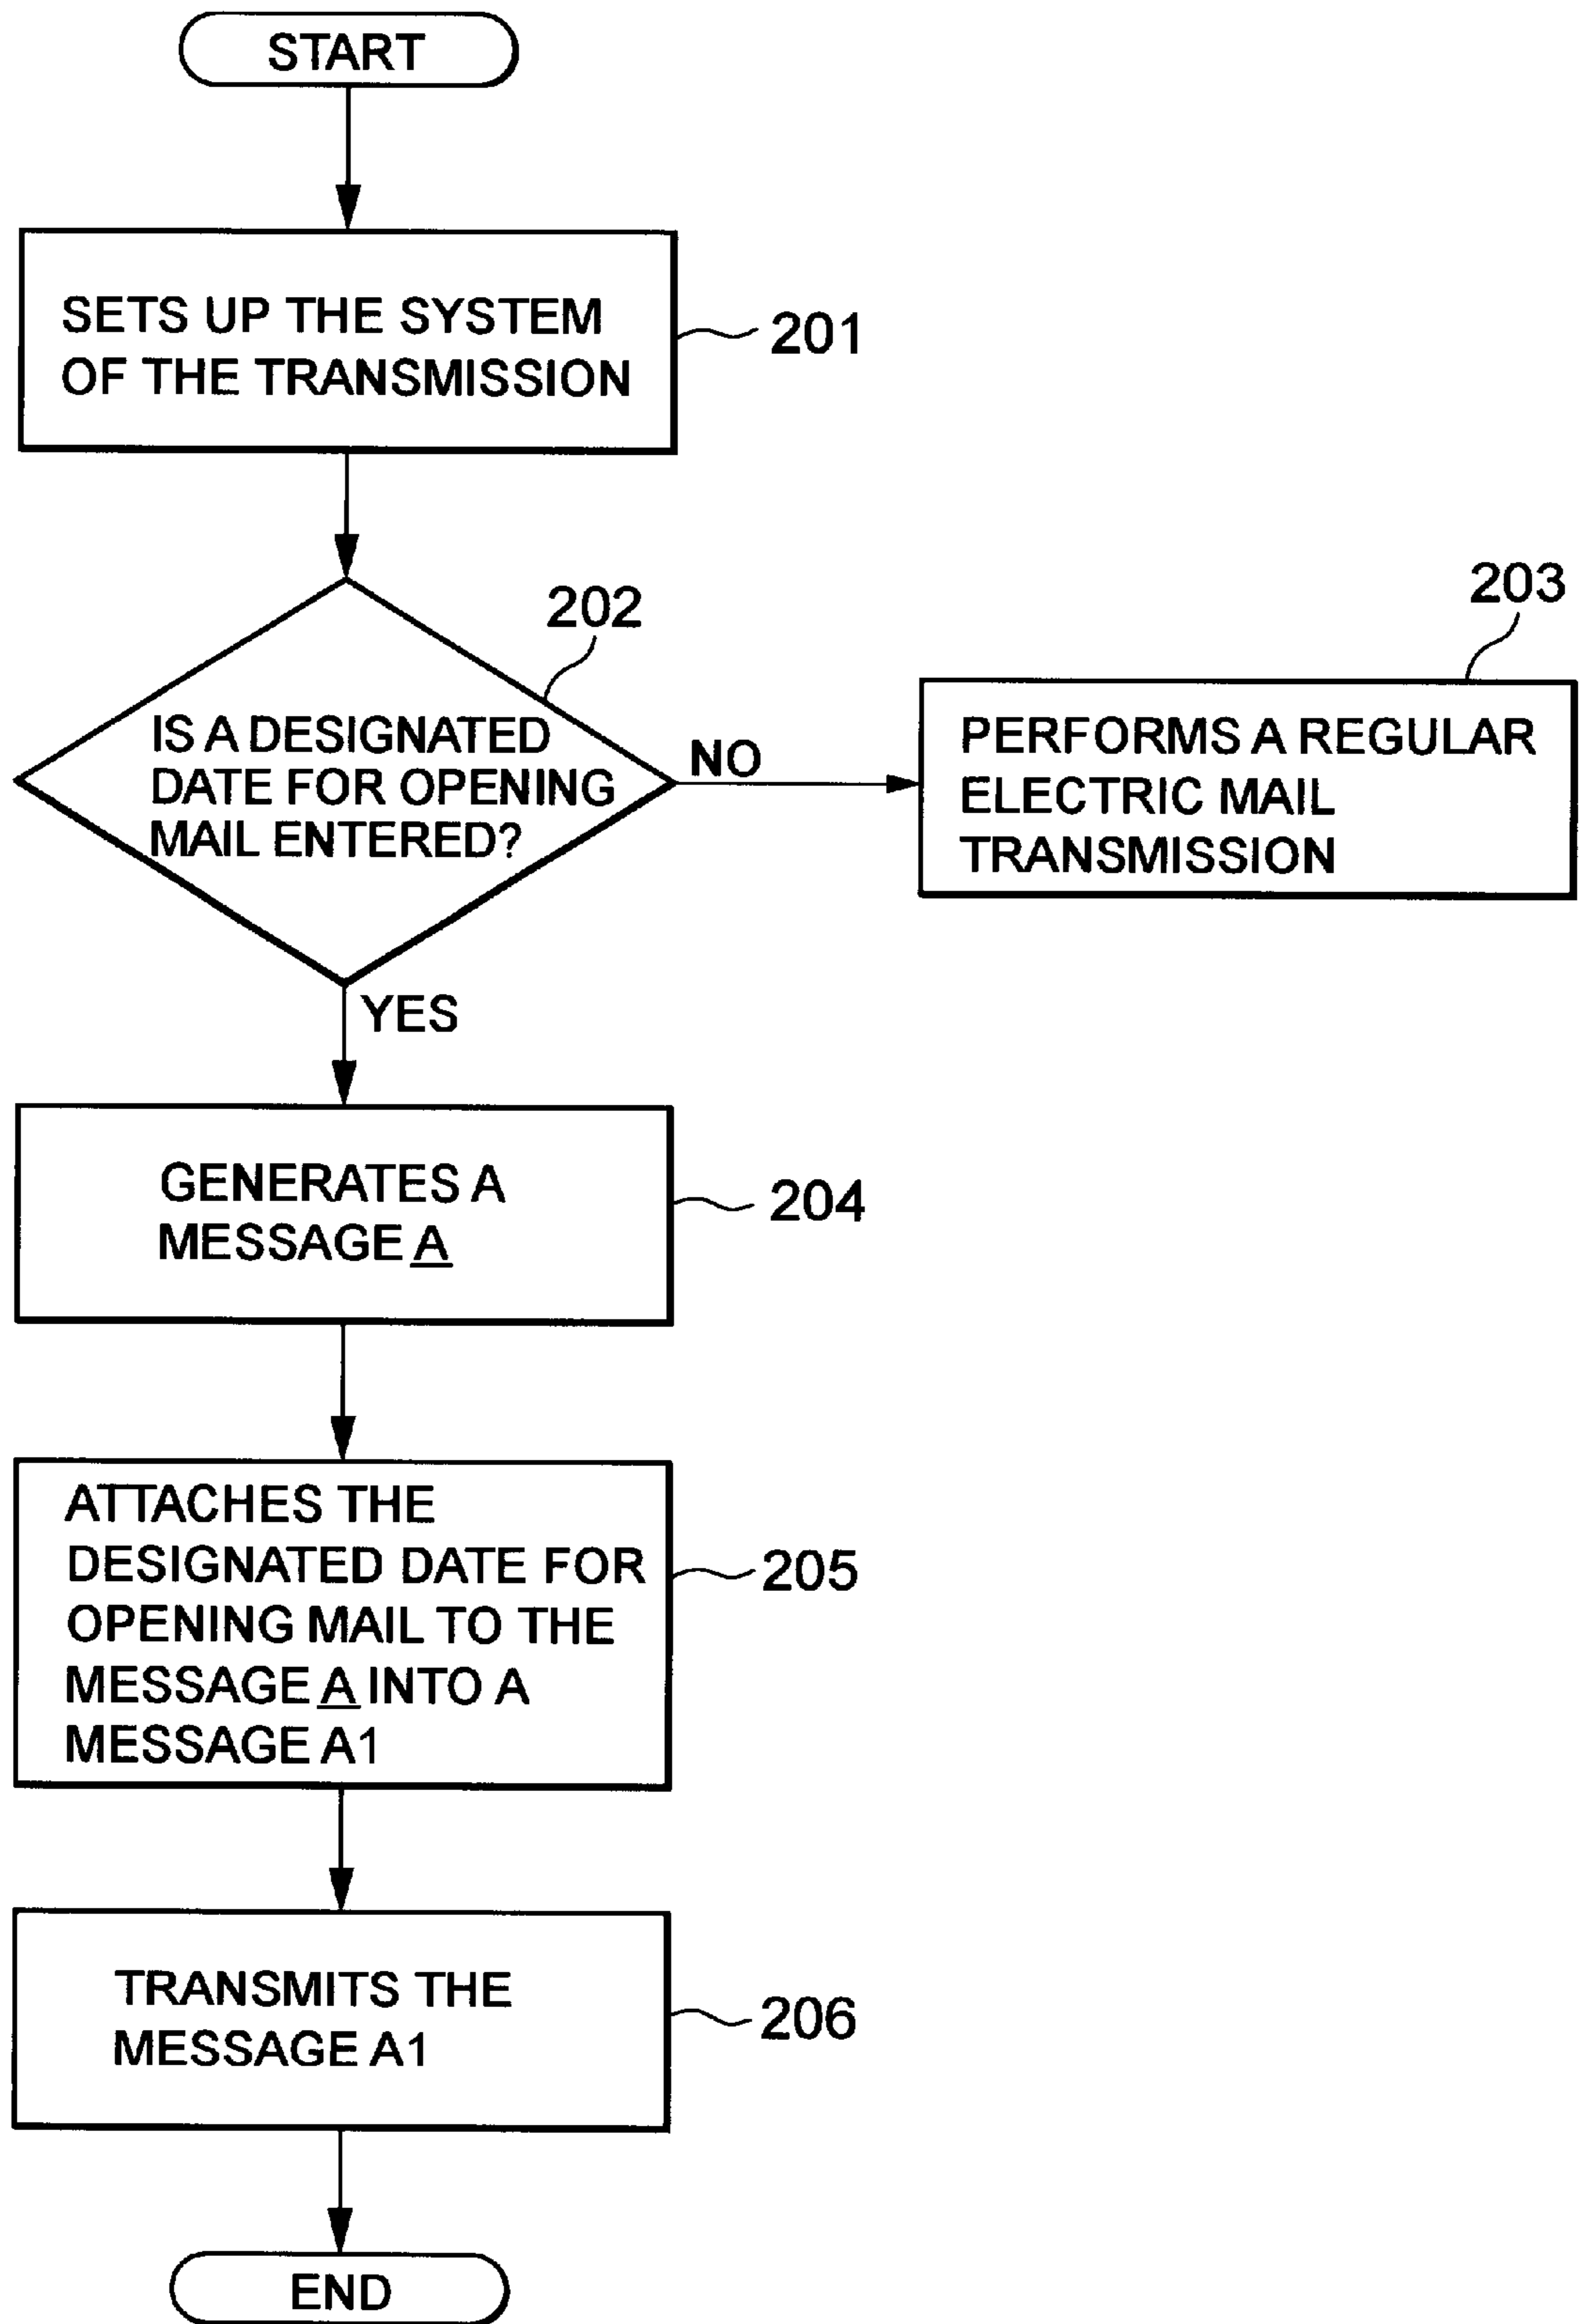 START
SETS UP THE SYSTEM
OF THE TRANSMISSION
201
202
IS A DESIGNATED
DATE FOR OPENING
MAIL ENTERED?
NO
203
PERFORMS A REGULAR
ELECTRIC MAIL
TRANSMISSION
YES
GENERATES A
MESSAGE A
204
ATTACHES THE
DESIGNATED DATE FOR
OPENING MAIL TO THE
MESSAGE A INTO A
MESSAGE A1
205
TRANSMITS THE
MESSAGE A1
206
END